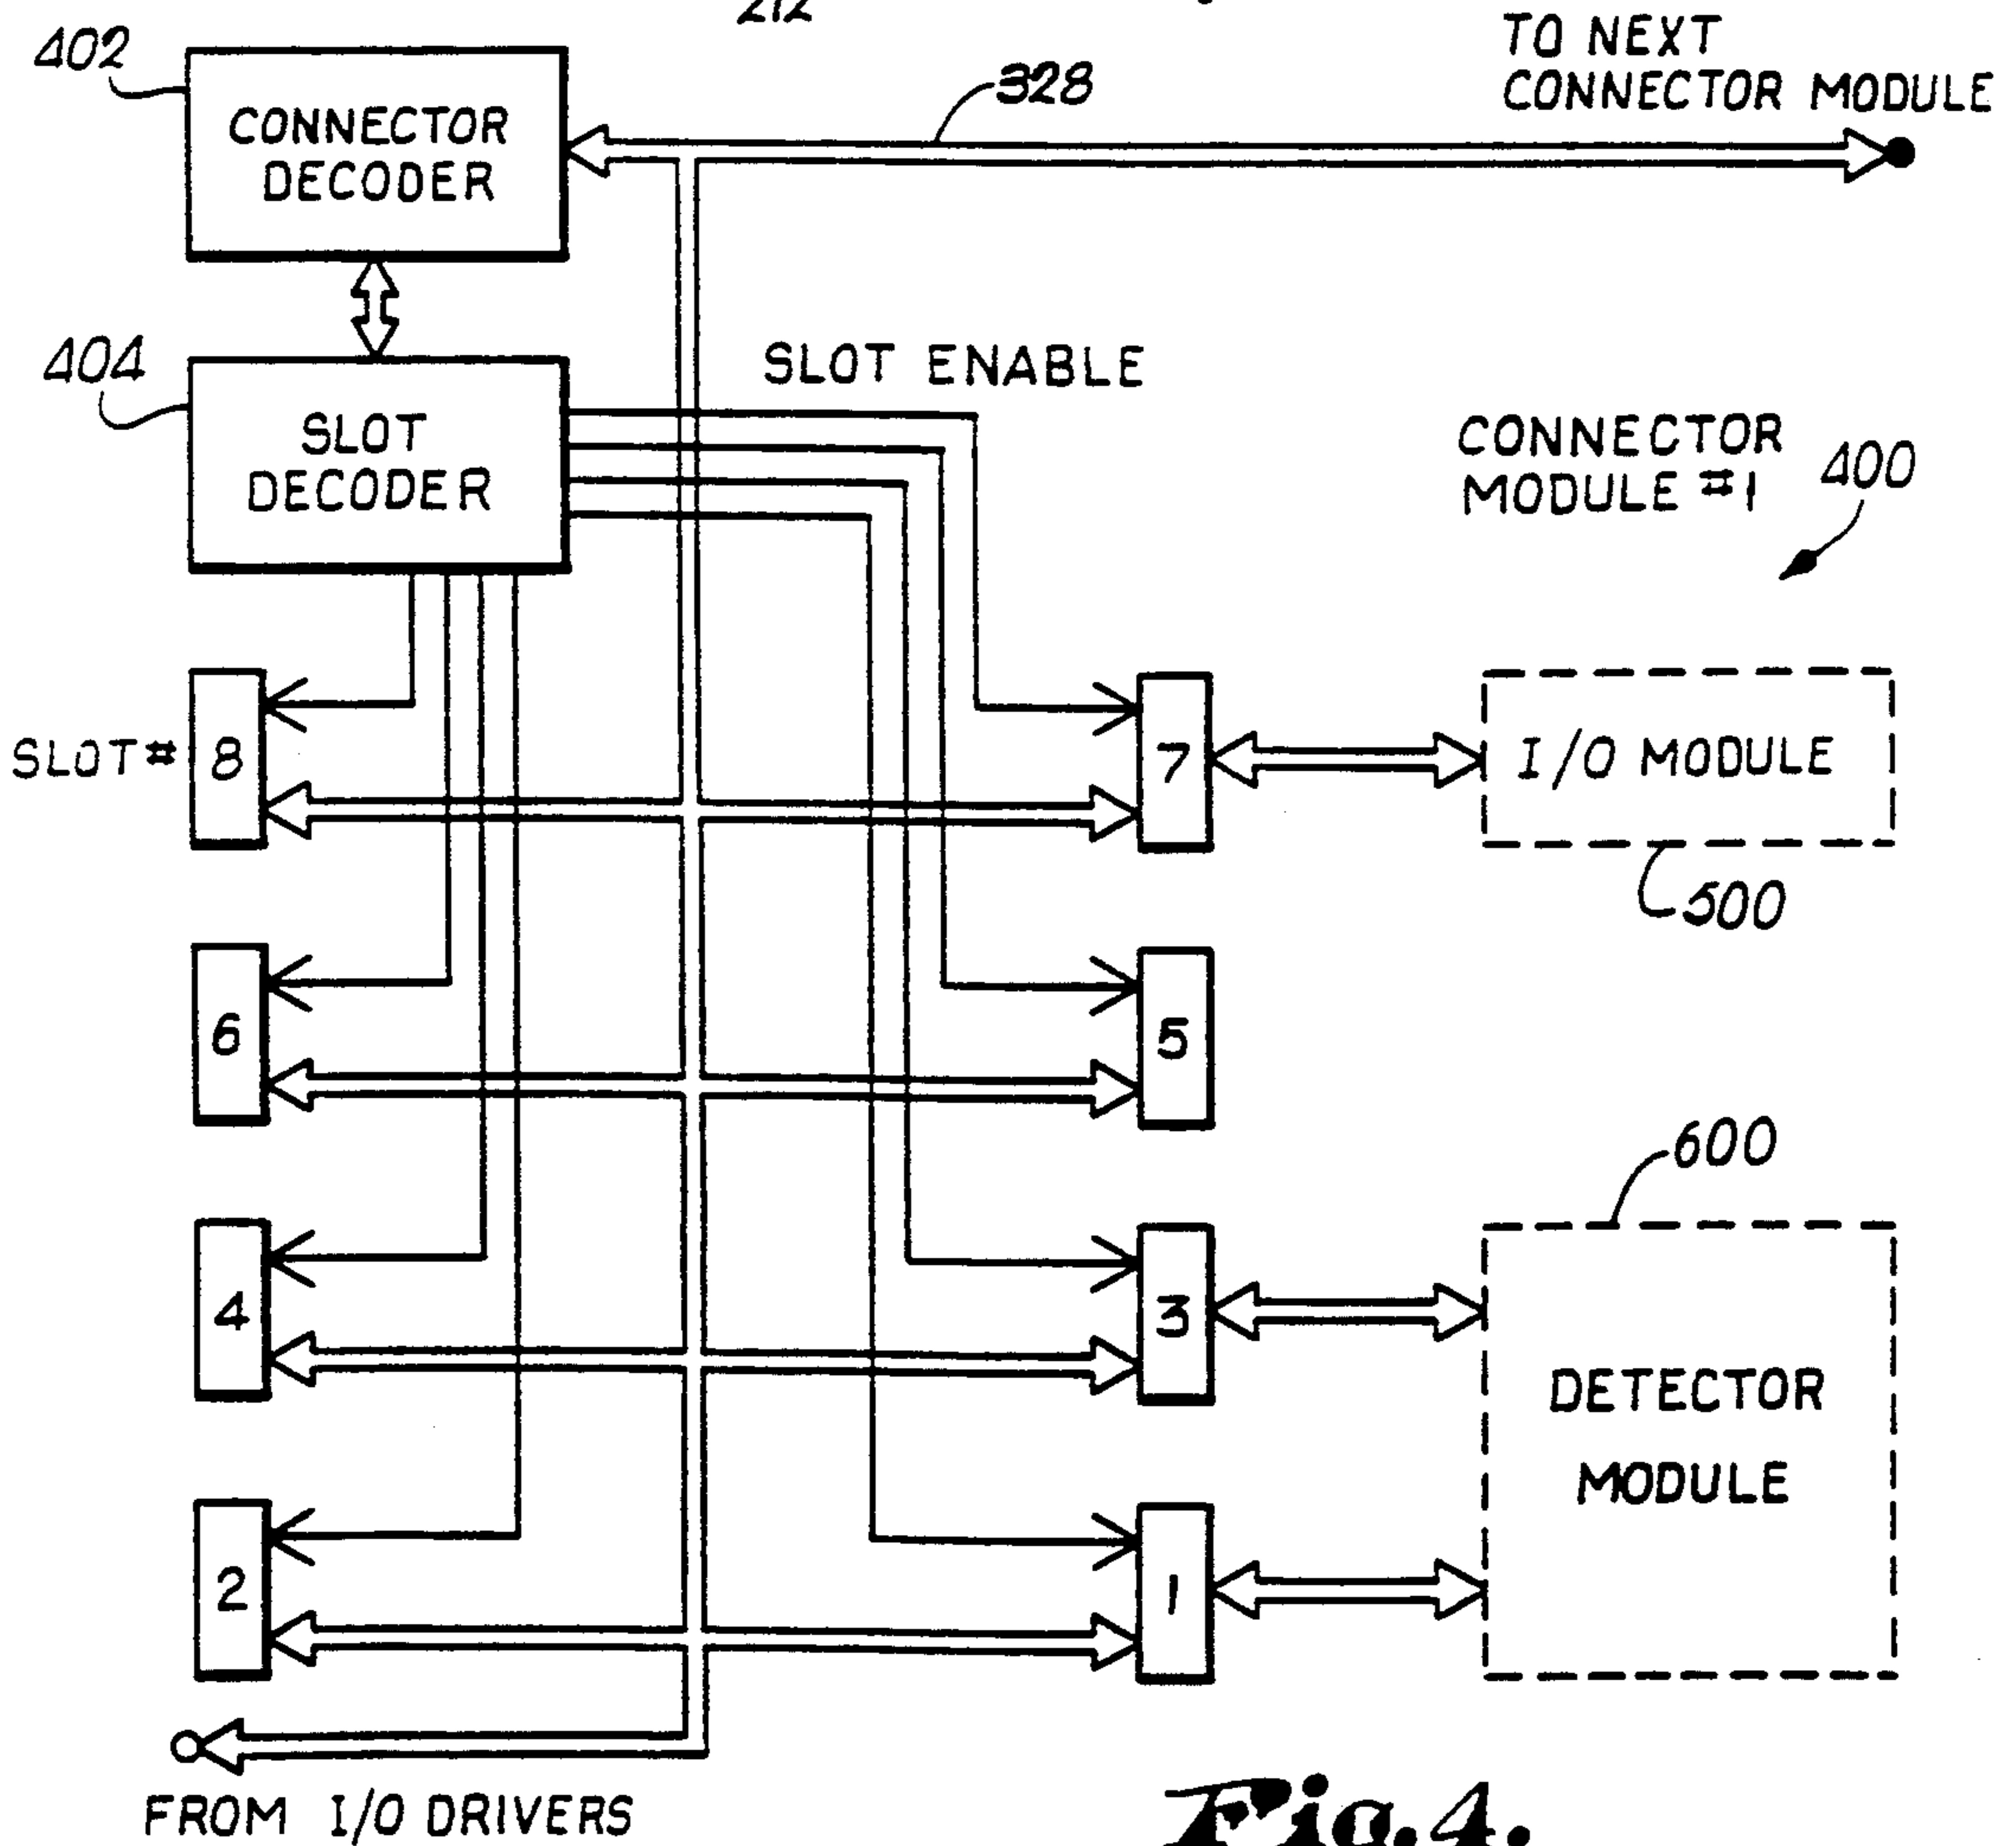 212
TO NEXT
CONNECTOR MODULE
402
328
CONNECTOR
DECODER
404
SLOT ENABLE
SLOT
DECODER
CONNECTOR
MODULE #1
400
SLOT #
8
7
I/O MODULE
500
6
5
600
4
3
DETECTOR
MODULE
2
1
FROM I/O DRIVERS
Fig. 4.